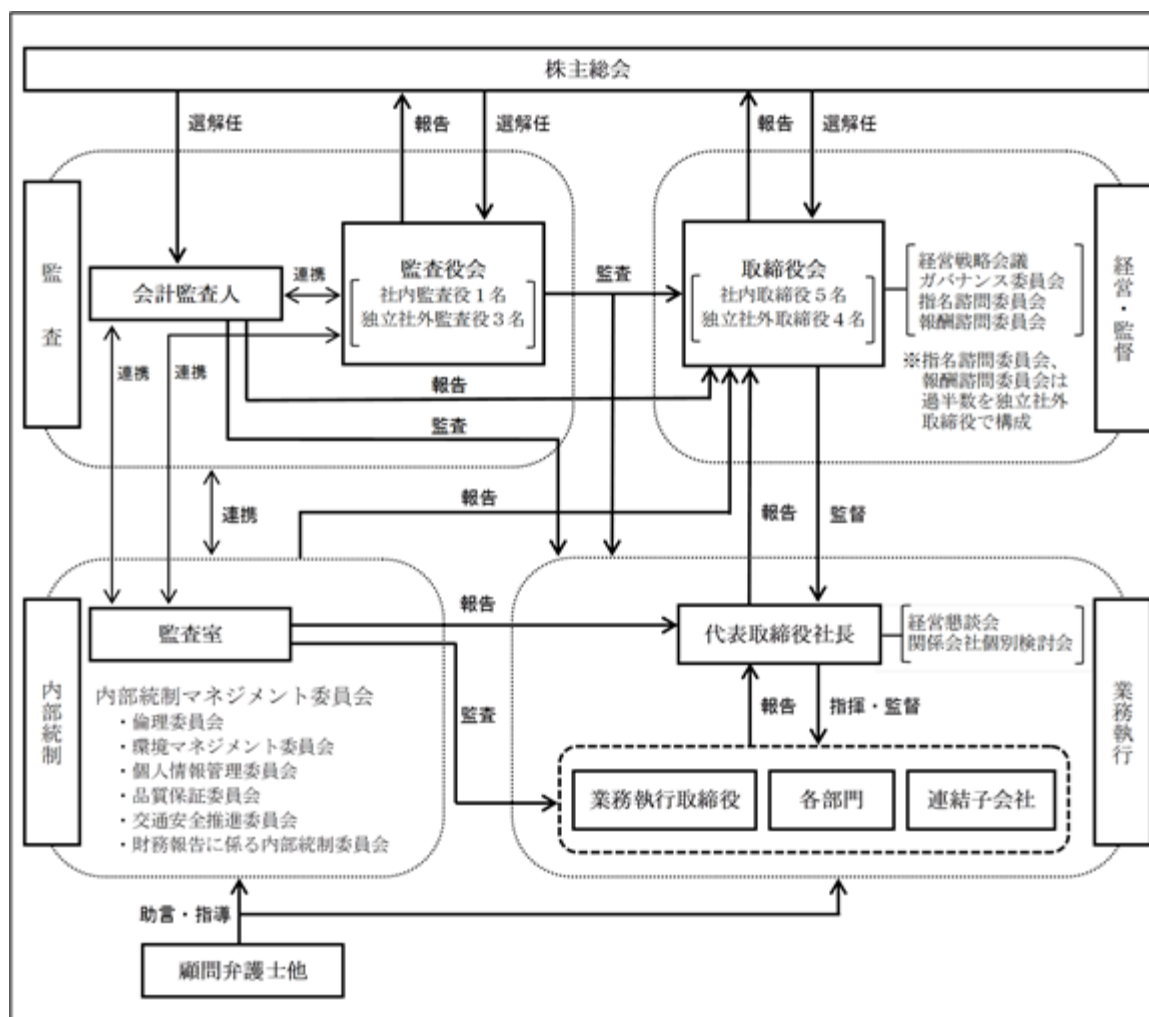 株主総会
選解任
報告
選解任
報告
選解任
監査
会計監査人
連携
監査役会
社内監査役1名
独立社外監査役3名
監査
取締役会
社内取締役5名
独立社外取締役4名
経営戦略会議
ガバナンス委員会
指名諮問委員会
報酬諮問委員会
※指名諮問委員会、
報酬諮問委員会は
過半数を独立社外
取締役で構成
経営・監督
連携
連携
報告
監査
連携
報告
報告
監督
内部統制
監査室
報告
監査
内部統制マネジメント委員会
・倫理委員会
・環境マネジメント委員会
・個人情報管理委員会
・品質保証委員会
・交通安全推進委員会
・財務報告に係る内部統制委員会
代表取締役社長
経営懇談会
関係会社個別検討会
報告
指揮・監督
業務執行取締役
各部門
連結子会社
業務執行
助言・指導
顧問弁護士他